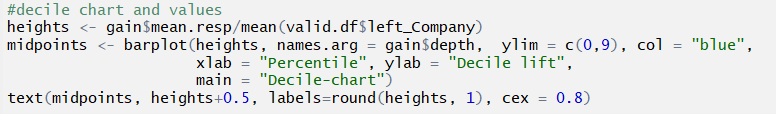 #decile chart and values
heights <- gain$mean.resp/mean(valid.df$left_Company)
midpoints <- barplot(heights, names.arg = gain$depth,  ylim = c(0,9), col = "blue",
                     xlab = "Percentile", ylab = "Decile lift",
                     main = "Decile-chart")
text(midpoints, heights+0.5, labels=round(heights, 1), cex = 0.8)